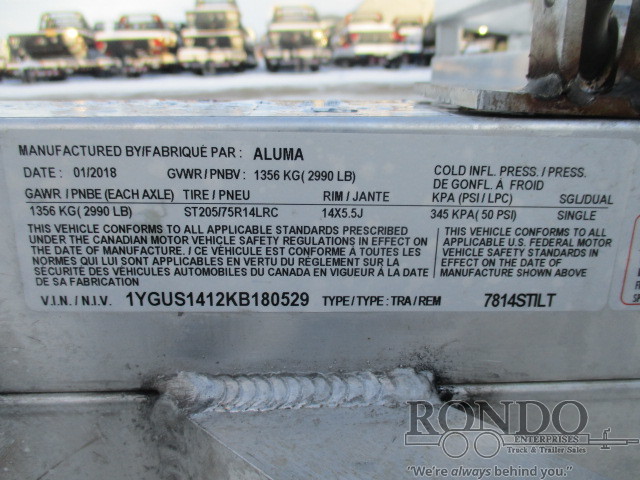 MANUFACTURED BY/FABRIQUÉ PAR : ALUMA
DATE : 01/2018 GVWR / PNBV : 1356 KG( 2990 LB)
COLD INFL. PRESS. / PRESS.
DE GONFL. À FROID
GAWR / PNBE (EACH AXLE) TIRE / PNEU RIM / JANTE KPA (PSI / LPC) SGL/DUAL
1356 KG( 2990 LB) ST205/75R14LRC 14X5.5J 345 KPA( 50 PSI) SINGLE
THIS VEHICLE CONFORMS TO ALL APPLICABLE STANDARDS PRESCRIBED
UNDER THE CANADIAN MOTOR VEHICLE SAFETY REGULATIONS IN EFFECT ON
THE DATE OF MANUFACTURE. / CE VÉHICULE EST CONFORME À TOUTES LES
NORMES QUI LUI SONT APPLICABLES EN VERTU DU RÈGLEMENT SUR LA
SÉCURITÉ DES VÉHICULES AUTOMOBILES DU CANADA EN VIGUEUR À LA DATE
DE SA FABRICATION
THIS VEHICLE CONFORMS TO ALL
APPLICABLE U.S. FEDERAL MOTOR
VEHICLE SAFETY STANDARDS IN
EFFECT ON THE DATE OF
MANUFACTURE SHOWN ABOVE
V.I.N. / N.I.V. 1YGUS1412KB180529 TYPE / TYPE : TRA / REM 7814STILT
RONDO
ENTERPRISES
Truck & Trailer Sales
"We're always behind you."